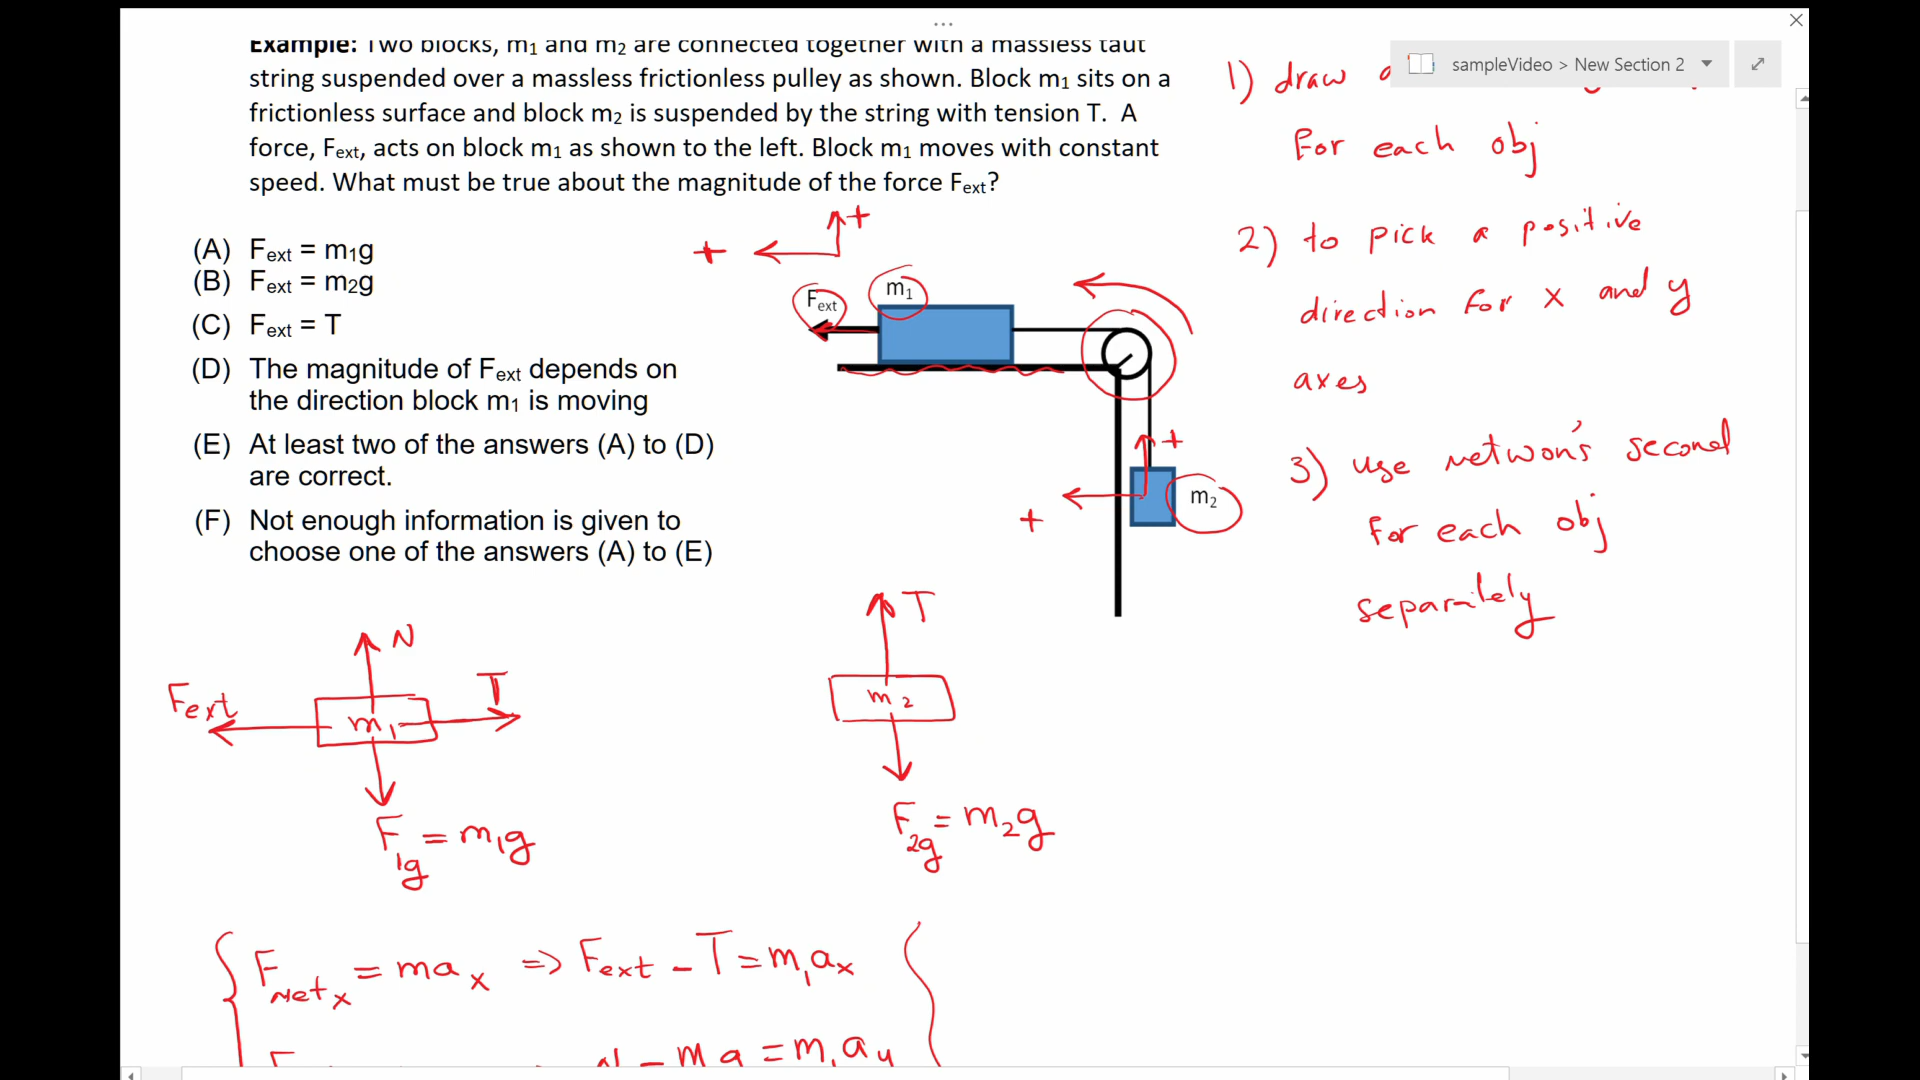 Example: Two blocks, m1 and m2 are connected together with a massless taut
string suspended over a massless frictionless pulley as shown. Block m1 sits on a
frictionless surface and block m2 is suspended by the string with tension T. A
force, Fext, acts on block m1 as shown to the left. Block m1 moves with constant
speed. What must be true about the magnitude of the force Fext?
(A) Fext = m1g
(B) Fext = m2g
(C) Fext = T
(D) The magnitude of Fext depends on
the direction block m1 is moving
(E) At least two of the answers (A) to (D)
are correct.
(F) Not enough information is given to
choose one of the answers (A) to (E)
+
+
Fext
m1
+
+
m2
sampleVideo > New Section 2
1) draw
For each obj
2) to pick a positive
direction for x and y
axes
3) use netwon's second
For each obj
separately
N
Fext
m1
T
F1g = m1g
T
m2
F2g = m2g
FNetx = max => Fext - T = m1ax
N - m g = m1ay